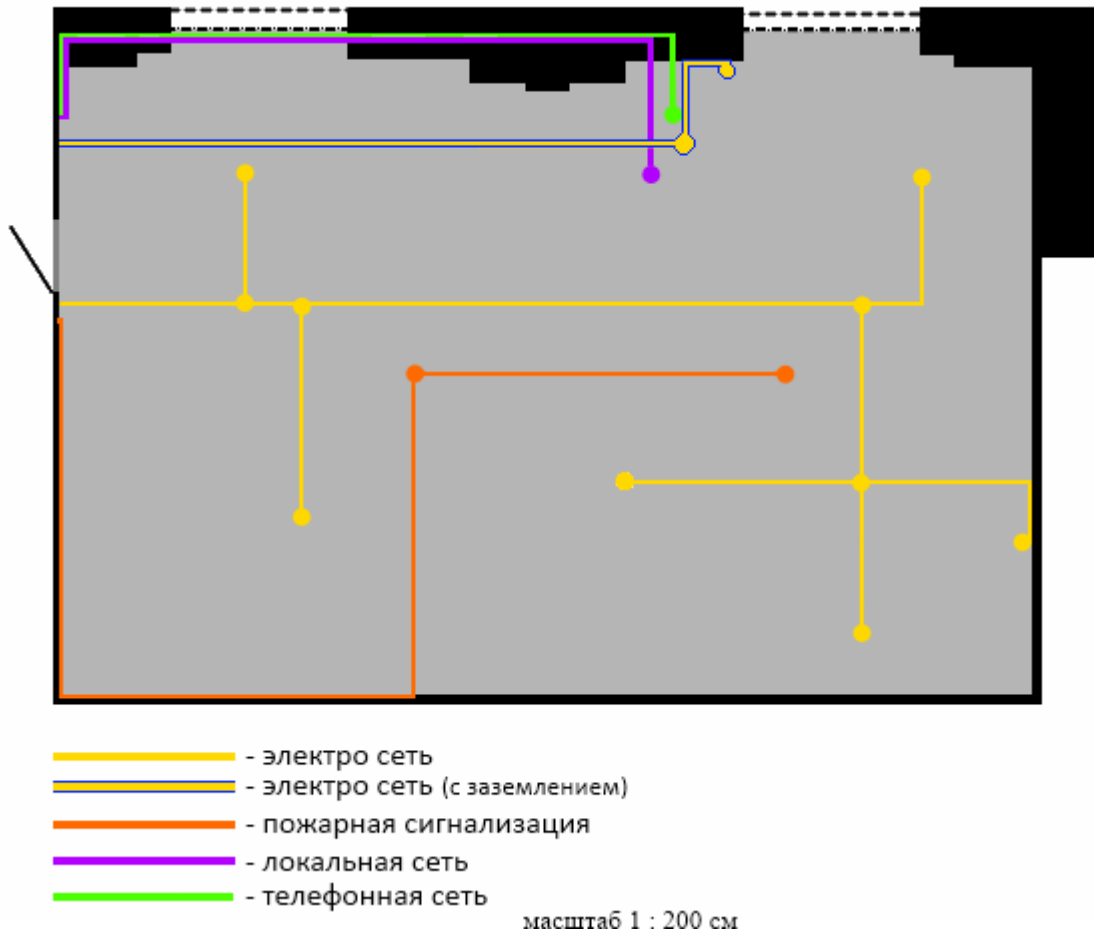 - электро сеть
- электро сеть (с заземлением)
- пожарная сигнализация
- локальная сеть
- телефонная сеть
масштаб 1 : 200 см